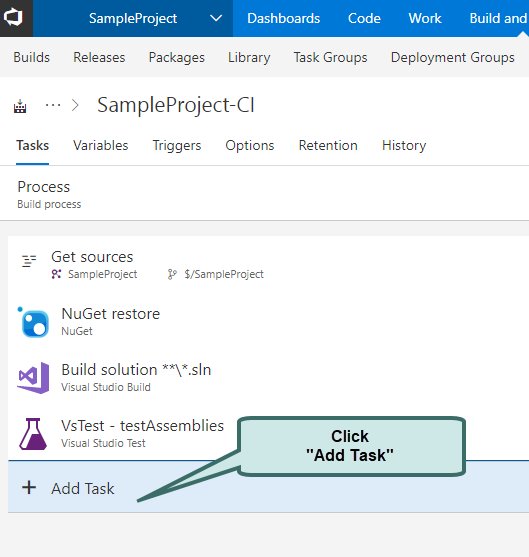 SampleProject Dashboards Code Work Build and
Builds Releases Packages Library Task Groups Deployment Groups
... > SampleProject-CI
Tasks Variables Triggers Options Retention History
Process
Build process
Get sources
SampleProject $/SampleProject
NuGet restore
NuGet
Build solution **\*.sln
Visual Studio Build
VsTest - testAssemblies
Visual Studio Test
Click
"Add Task"
+ Add Task